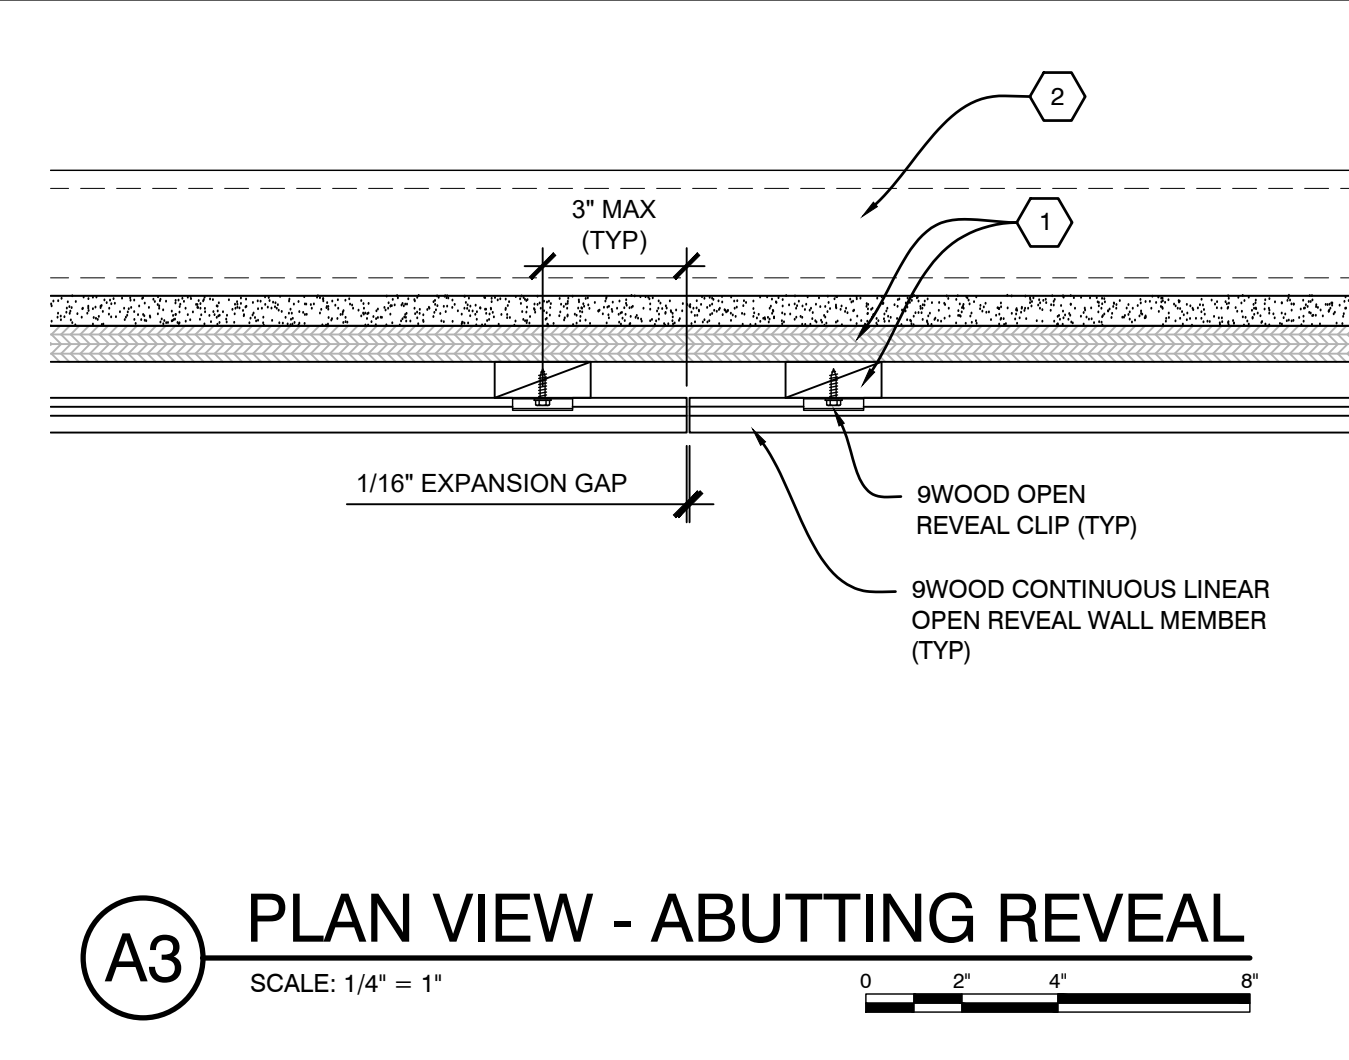 2
3" MAX
(TYP)
1
1/16" EXPANSION GAP
9WOOD OPEN
REVEAL CLIP (TYP)
9WOOD CONTINUOUS LINEAR
OPEN REVEAL WALL MEMBER
(TYP)
A3
PLAN VIEW - ABUTTING REVEAL
SCALE: 1/4" = 1"
0 2" 4" 8"